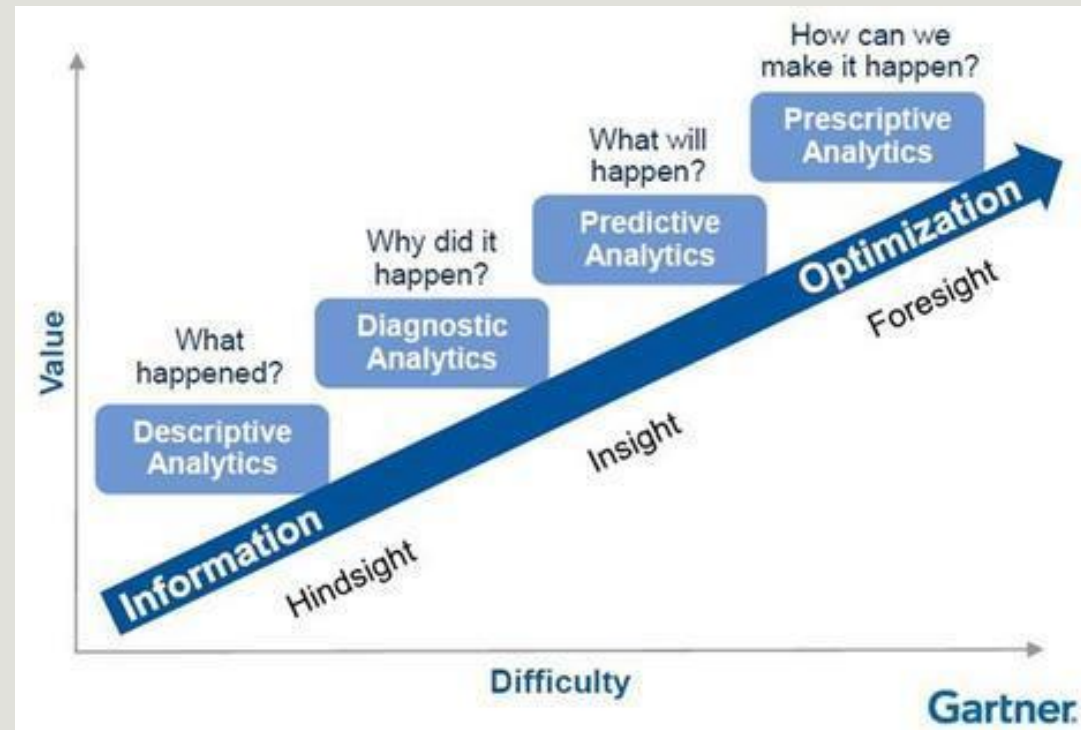 How can we
make it happen?
Prescriptive
Analytics
What will
happen?
Predictive
Analytics
Why did it
happen?
Diagnostic
Analytics
What
happened?
Descriptive
Analytics
Value
Information
Optimization
Hindsight
Insight
Foresight
Difficulty
Gartner.